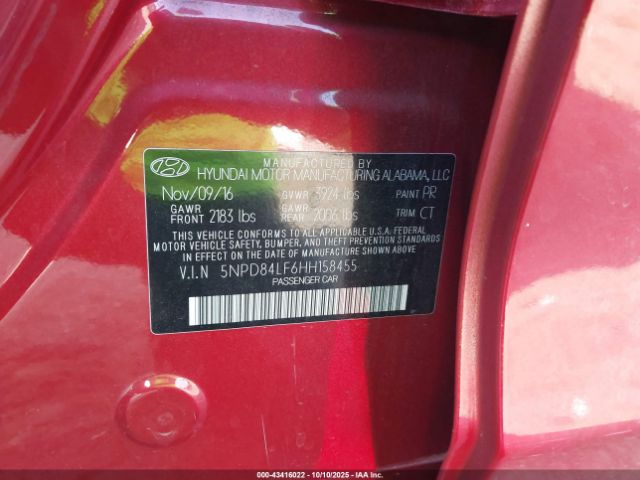 MANUFACTURED BY
HYUNDAI MOTOR MANUFACTURING ALABAMA, LLC
Nov/09/16 GVWR 3924 lbs PAINT PR
GAWR FRONT 2183 lbs GAWR REAR 2006 lbs TRIM CT
THIS VEHICLE CONFORMS TO ALL APPLICABLE U.S.A. FEDERAL
MOTOR VEHICLE SAFETY, BUMPER, AND THEFT PREVENTION
STANDARDS IN EFFECT ON THE DATE OF MANUFACTURE SHOWN ABOVE
V.I.N 5NPD84LF6HH158455
PASSENGER CAR
000-43416022 - 10/10/2025 - IAAI.COM